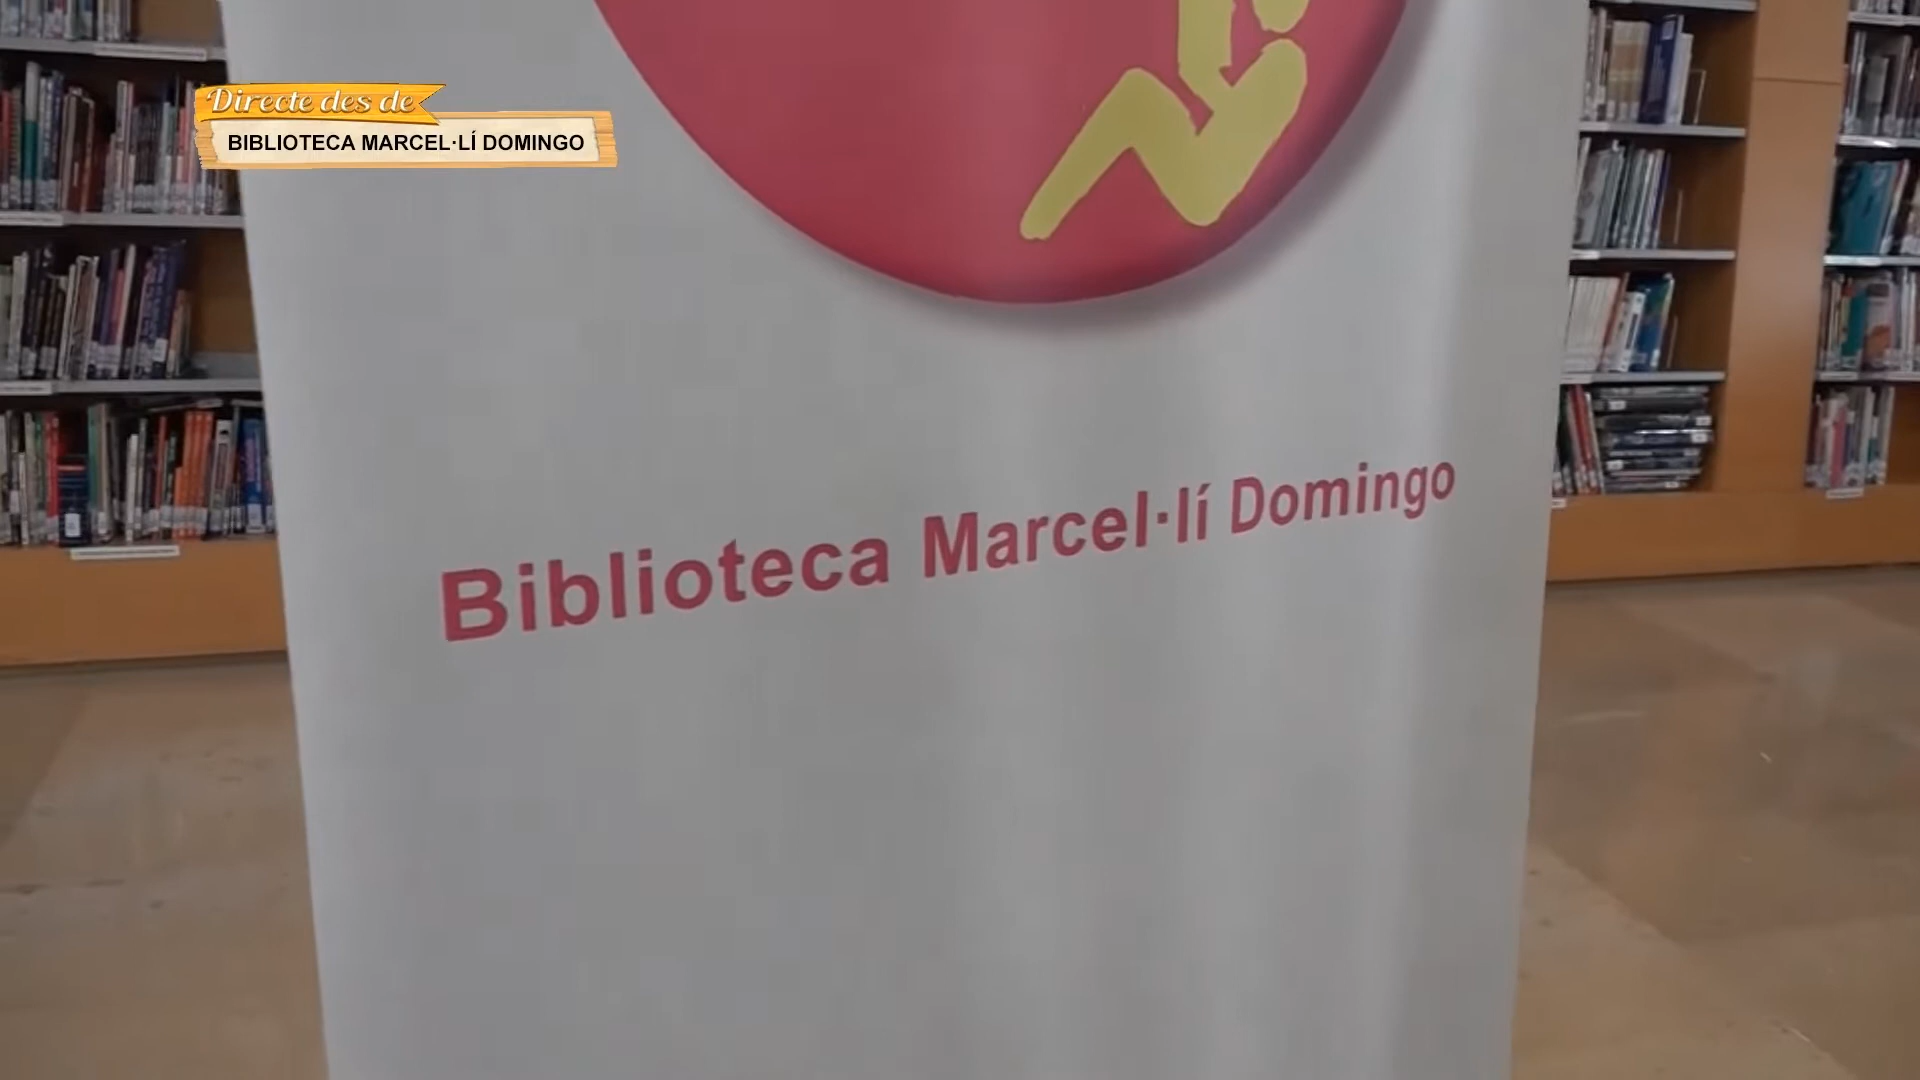 Directe des de
BIBLIOTECA MARCEL·LÍ DOMINGO
Biblioteca Marcel·lí Domingo